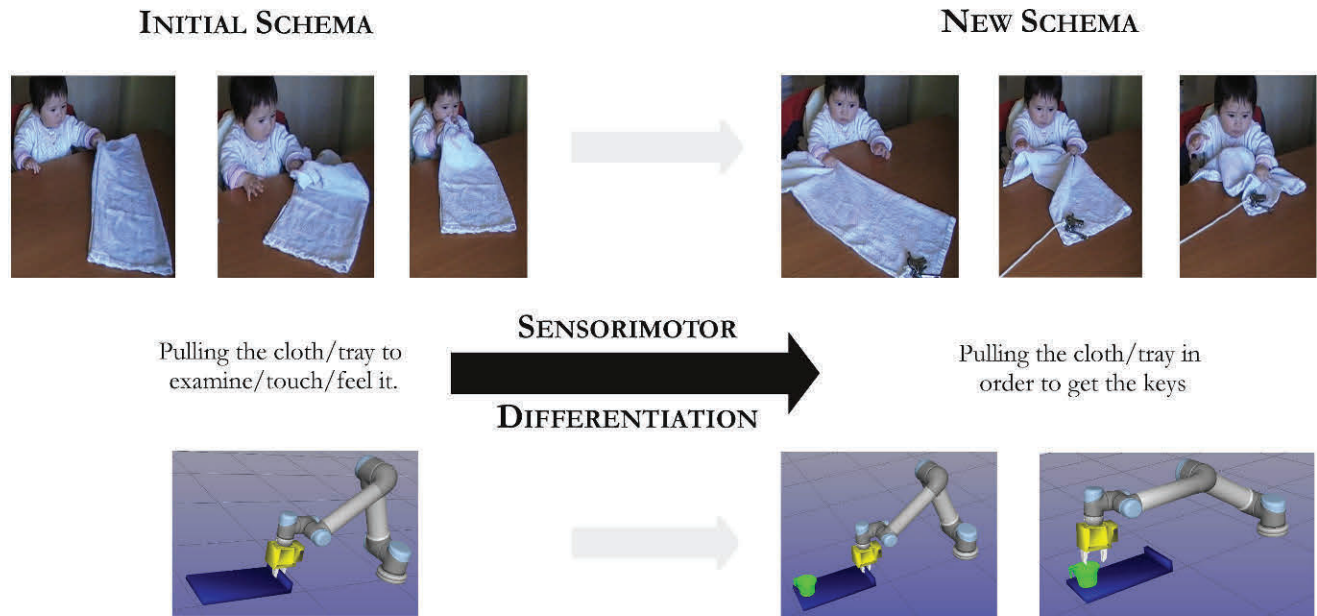 INITIAL SCHEMA
NEW SCHEMA
Pulling the cloth/tray to
examine/touch/feel it.
SENSORIMOTOR
DIFFERENTIATION
Pulling the cloth/tray in
order to get the keys